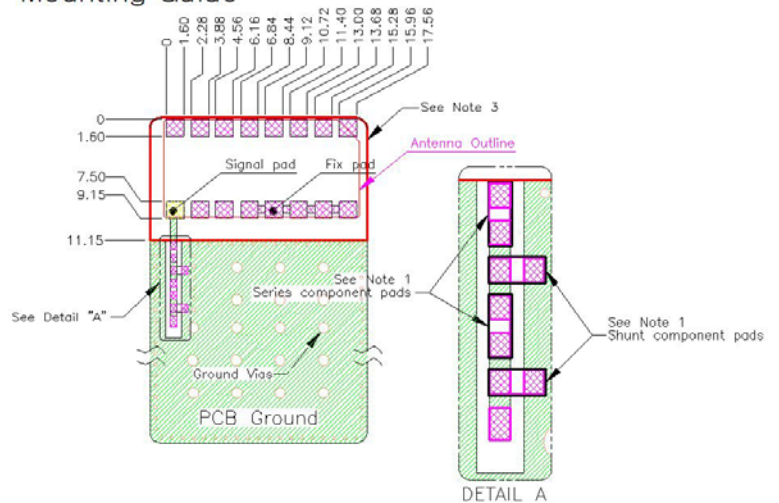 Mounting Guide
0
1.60
2.28
3.88
4.56
6.16
6.84
8.44
9.12
10.72
11.40
13.00
13.68
15.28
15.96
17.56
0
1.60
7.50
9.15
11.15
See Note 3
Antenna Outline
Signal pad
Fix pad
See Detail "A"
Ground Vias
PCB Ground
See Note 1
Series component pads
See Note 1
Shunt component pads
DETAIL A